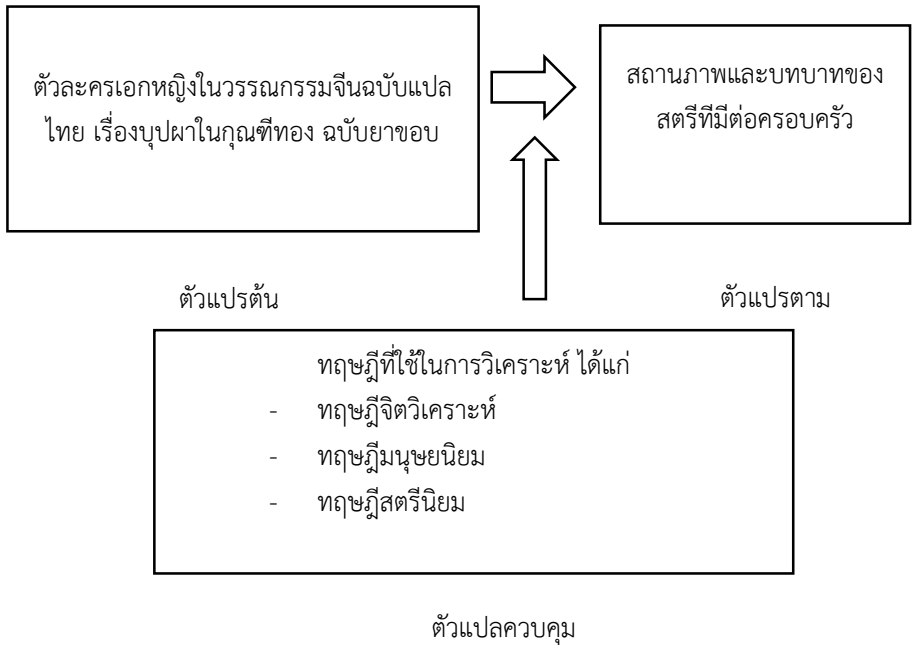 ตัวละครเอกหญิงในวรรณกรรมจีนฉบับแปล
ไทย เรื่องบุปผาในกุณฑีทอง ฉบับยาขอบ
สถานภาพและบทบาทของ
สตรีทีมีต่อครอบครัว
ตัวแปรต้น
ตัวแปรตาม
ทฤษฎีที่ใช้ในการวิเคราะห์ ได้แก่
- ทฤษฎีจิตวิเคราะห์
- ทฤษฎีมนุษยนิยม
- ทฤษฎีสตรีนิยม
ตัวแปลควบคุม